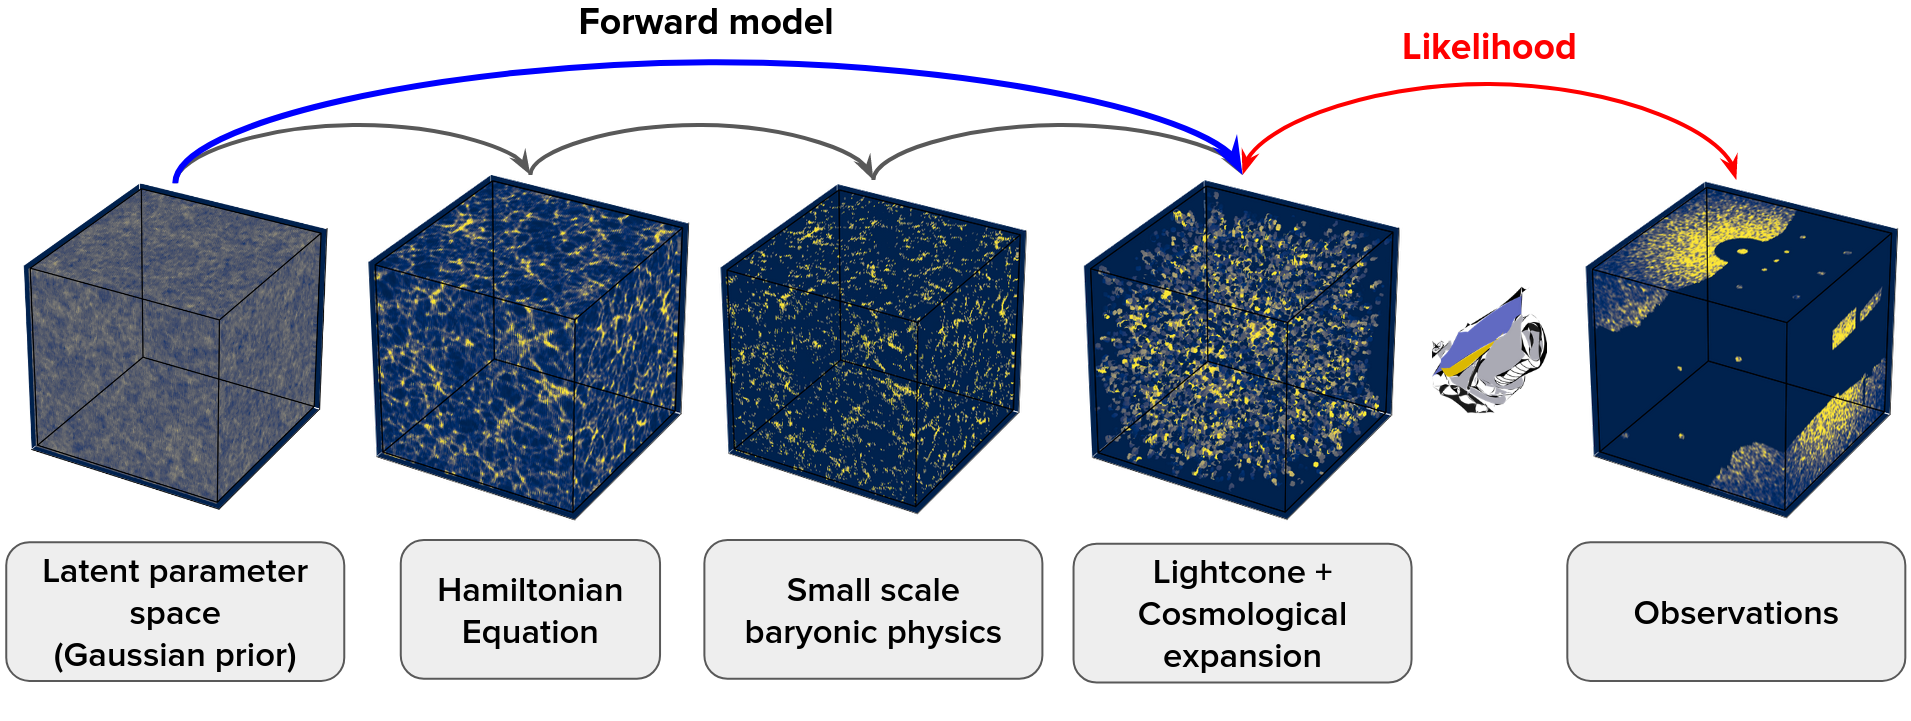 Forward model
Likelihood
Latent parameter
space
(Gaussian prior)
Hamiltonian
Equation
Small scale
baryonic physics
Lightcone +
Cosmological
expansion
Observations